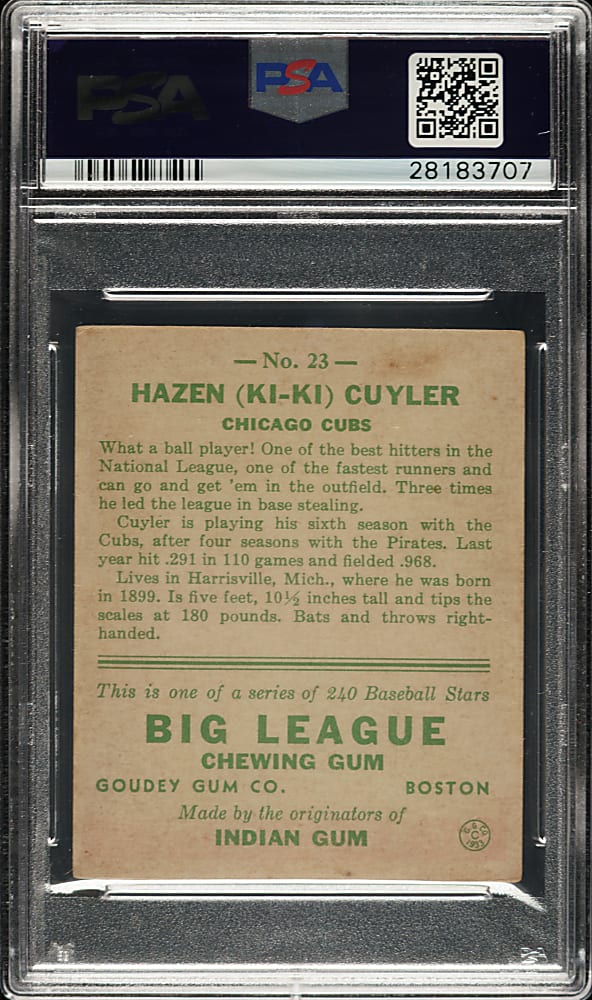 PSA
PSA
28183707
— No. 23 —
HAZEN (KI-KI) CUYLER
CHICAGO CUBS
What a ball player! One of the best hitters in the
National League, one of the fastest runners and
can go and get 'em in the outfield. Three times
he led the league in base stealing.
Cuyler is playing his sixth season with the
Cubs, after four seasons with the Pirates. Last
year hit .291 in 110 games and fielded .968.
Lives in Harrisville, Mich., where he was born
in 1899. Is five feet, 10½ inches tall and tips the
scales at 180 pounds. Bats and throws right-
handed.
This is one of a series of 240 Baseball Stars
BIG LEAGUE
CHEWING GUM
GOUDEY GUM CO. BOSTON
Made by the originators of
INDIAN GUM
C
1933